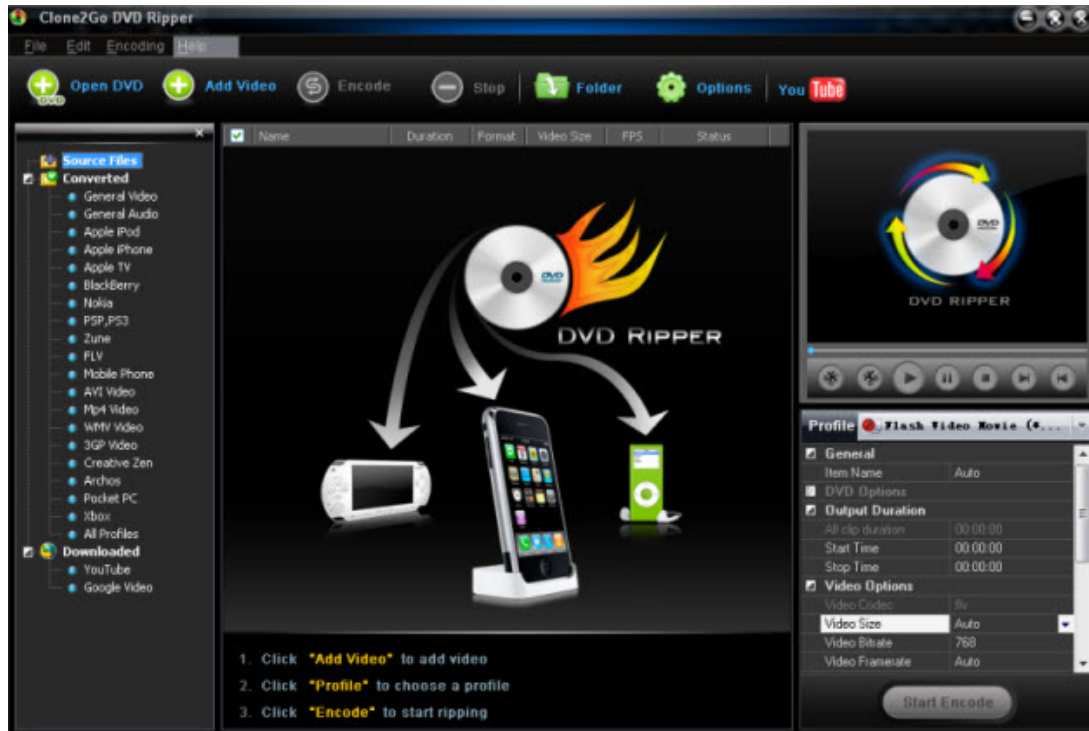 Clone2Go DVD Ripper
File Edit Encoding Help
Open DVD Add Video Encode Stop Folder Options You Tube
DVD
Name Duration Format Video Size FPS Status
Source Files
Converted
General Video
General Audio
Apple iPod
Apple iPhone
Apple TV
BlackBerry
Nokia
PSP,PS3
Zune
FLV
Mobile Phone
AVI Video
Mp4 Video
WMV Video
3GP Video
Creative Zen
Archos
Pocket PC
Xbox
All Profiles
Downloaded
YouTube
Google Video
DVD
DVD RIPPER
1. Click "Add Video" to add video
2. Click "Profile" to choose a profile
3. Click "Encode" to start ripping
DVD
DVD RIPPER
Profile Flash Video Movie (*...
General
Item Name Auto
DVD Options
Output Duration
All clip duration 00:00:00
Start Time 00:00:00
Stop Time 00:00:00
Video Options
Video Codec flv
Video Size Auto
Video Bitrate 768
Video Framerate Auto
Start Encode